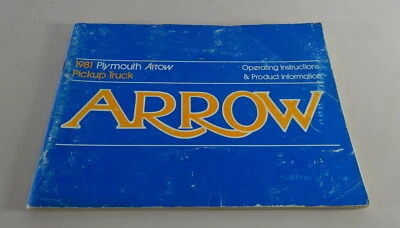 1981 Plymouth Arrow
Pickup Truck
Operating Instructions
& Product Information
ARROW